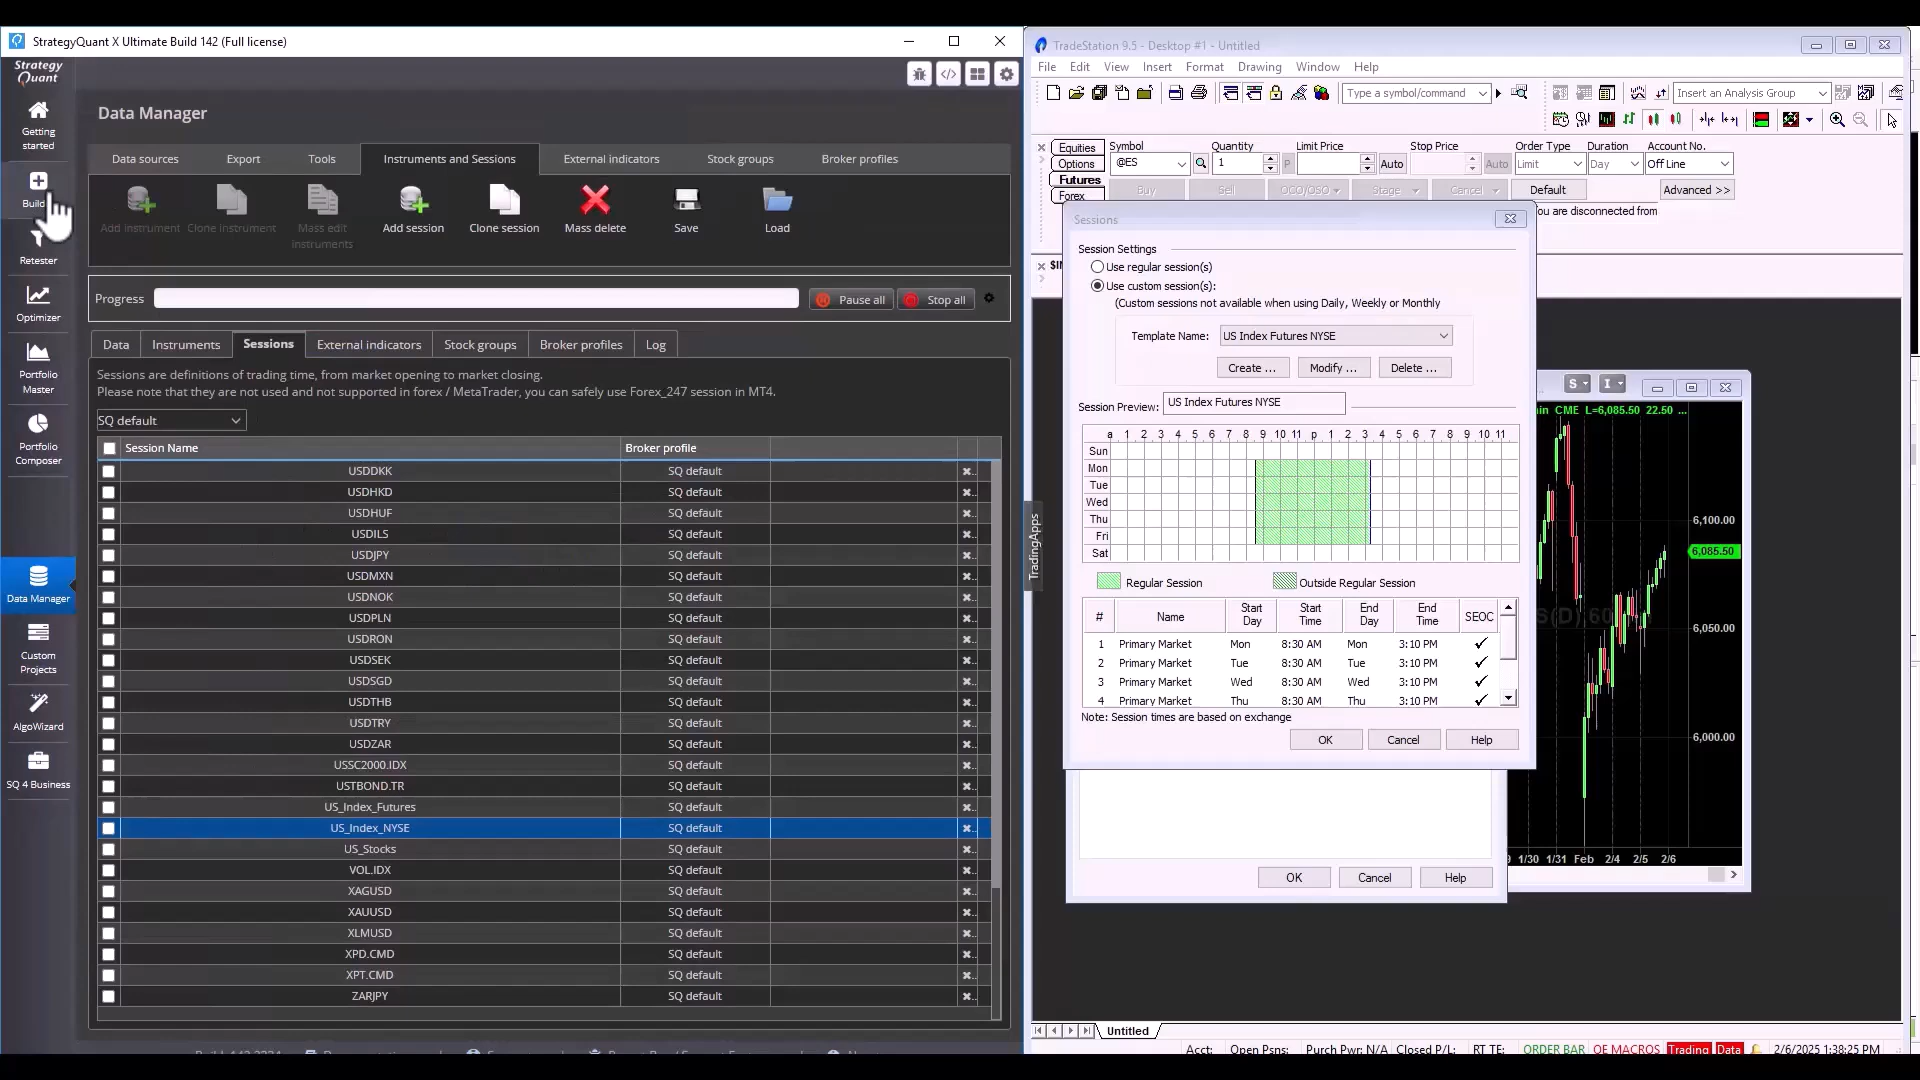 StrategyQuant X Ultimate Build 142 (Full license)
Strategy
Quant
Getting
started
Build
Retester
Optimizer
Portfolio
Master
Portfolio
Composer
Data Manager
Custom
Projects
AlgoWizard
SQ 4 Business
Data Manager
Data sources
Export
Tools
Instruments and Sessions
External indicators
Stock groups
Broker profiles
Add instrument
Clone instrument
Mass edit
instruments
Add session
Clone session
Mass delete
Save
Load
Progress
Pause all
Stop all
Data
Instruments
Sessions
External indicators
Stock groups
Broker profiles
Log
Sessions are definitions of trading time, from market opening to market closing.
Please note that they are not used and not supported in forex / MetaTrader, you can safely use Forex_247 session in MT4.
SQ default
Session Name Broker profile
USDDKK SQ default
USDHKD SQ default
USDHUF SQ default
USDILS SQ default
USDJPY SQ default
USDMXN SQ default
USDNOK SQ default
USDPLN SQ default
USDRON SQ default
USDSEK SQ default
USDSGD SQ default
USDTHB SQ default
USDTRY SQ default
USDZAR SQ default
USSC2000.IDX SQ default
USTBOND.TR SQ default
US_Index_Futures SQ default
US_Index_NYSE SQ default
US_Stocks SQ default
VOL.IDX SQ default
XAGUSD SQ default
XAUUSD SQ default
XLMUSD SQ default
XPD.CMD SQ default
XPT.CMD SQ default
ZARJPY SQ default
TradeStation 9.5 - Desktop #1 - Untitled
File Edit View Insert Format Drawing Window Help
Type a symbol/command
Insert an Analysis Group
Equities
Options
Futures
Forex
Symbol Quantity Limit Price Stop Price Order Type Duration Account No.
@ES 1 P Auto Auto Limit Day Off Line
Buy Sell OCO/OSO Stage Cancel Default Advanced >>
ou are disconnected from
TradingApps
Sessions
Session Settings
Use regular session(s)
Use custom session(s):
(Custom sessions not available when using Daily, Weekly or Monthly
Template Name: US Index Futures NYSE
Create ... Modify ... Delete ...
Session Preview: US Index Futures NYSE
a 1 2 3 4 5 6 7 8 9 10 11 p 1 2 3 4 5 6 7 8 9 10 11
Sun
Mon
Tue
Wed
Thu
Fri
Sat
Regular Session Outside Regular Session
# Name Start Day Start Time End Day End Time SEOC
1 Primary Market Mon 8:30 AM Mon 3:10 PM
2 Primary Market Tue 8:30 AM Tue 3:10 PM
3 Primary Market Wed 8:30 AM Wed 3:10 PM
4 Primary Market Thu 8:30 AM Thu 3:10 PM
Note: Session times are based on exchange
OK Cancel Help
OK Cancel Help
S I
in CME L=6,085.50 22.50 ...
6,100.00
6,085.50
6,050.00
6,000.00
1/30 1/31 Feb 2/4 2/5 2/6
Untitled
Acct: Open Psns: Purch Pwr: N/A Closed P/L: RT TE: ORDER BAR OE MACROS Trading Data 2/6/2025 1:38:25 PM